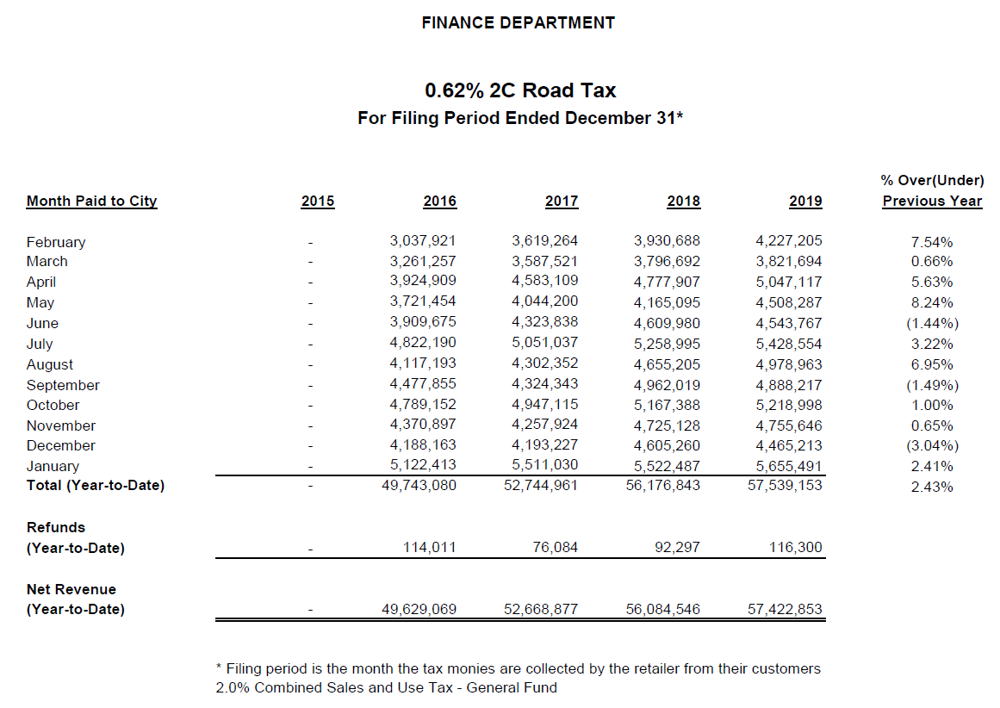 FINANCE DEPARTMENT
0.62% 2C Road Tax
For Filing Period Ended December 31*
% Over(Under)
Month Paid to City 2015 2016 2017 2018 2019 Previous Year
February - 3,037,921 3,619,264 3,930,688 4,227,205 7.54%
March - 3,261,257 3,587,521 3,796,692 3,821,694 0.66%
April - 3,924,909 4,583,109 4,777,907 5,047,117 5.63%
May - 3,721,454 4,044,200 4,165,095 4,508,287 8.24%
June - 3,909,675 4,323,838 4,609,980 4,543,767 (1.44%)
July - 4,822,190 5,051,037 5,258,995 5,428,554 3.22%
August - 4,117,193 4,302,352 4,655,205 4,978,963 6.95%
September - 4,477,855 4,324,343 4,962,019 4,888,217 (1.49%)
October - 4,789,152 4,947,115 5,167,388 5,218,998 1.00%
November - 4,370,897 4,257,924 4,725,128 4,755,646 0.65%
December - 4,188,163 4,193,227 4,605,260 4,465,213 (3.04%)
January - 5,122,413 5,511,030 5,522,487 5,655,491 2.41%
Total (Year-to-Date) - 49,743,080 52,744,961 56,176,843 57,539,153 2.43%
Refunds
(Year-to-Date) - 114,011 76,084 92,297 116,300
Net Revenue
(Year-to-Date) - 49,629,069 52,668,877 56,084,546 57,422,853
* Filing period is the month the tax monies are collected by the retailer from their customers
2.0% Combined Sales and Use Tax - General Fund